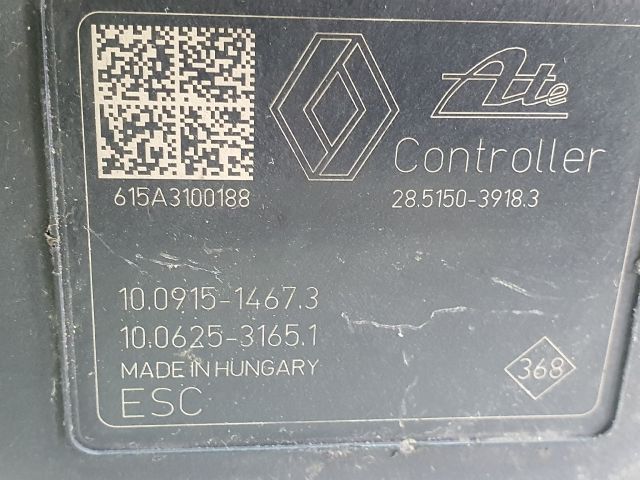 Ate
Controller
615A3100188
28.5150-3918.3
10.0915-1467.3
10.0625-3165.1
MADE IN HUNGARY
368
ESC